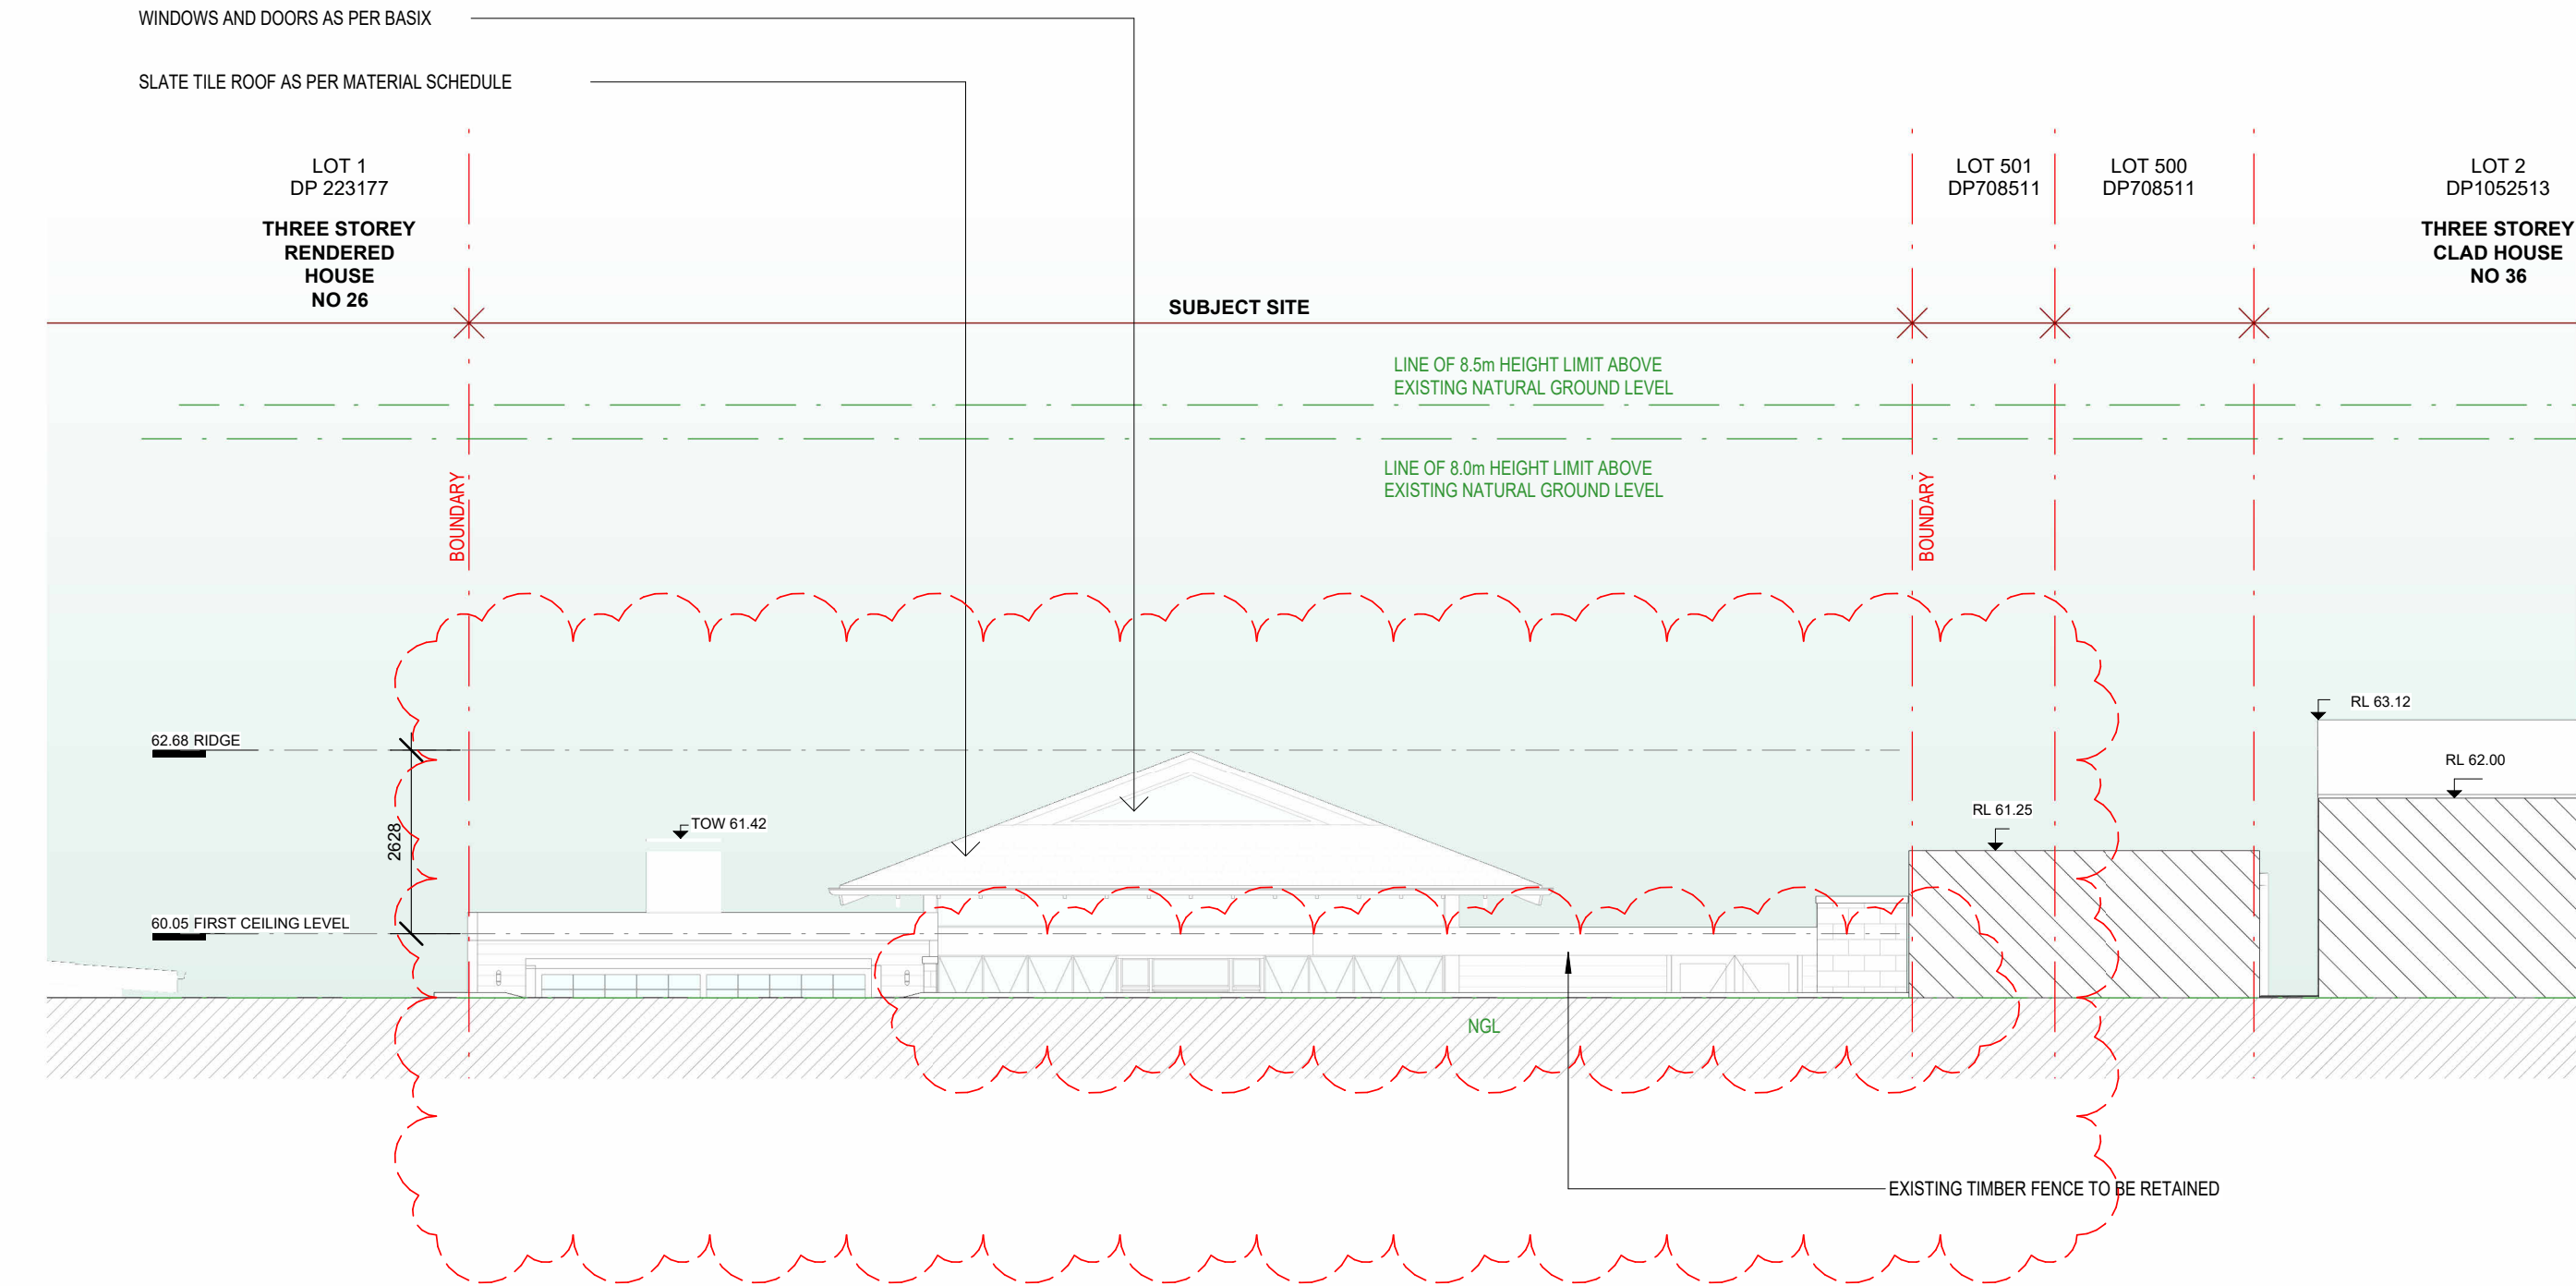 WINDOWS AND DOORS AS PER BASIX
SLATE TILE ROOF AS PER MATERIAL SCHEDULE
LOT 1
DP 223177
THREE STOREY
RENDERED
HOUSE
NO 26
SUBJECT SITE
LOT 501
DP708511
LOT 500
DP708511
LOT 2
DP1052513
THREE STOREY
CLAD HOUSE
NO 36
LINE OF 8.5m HEIGHT LIMIT ABOVE
EXISTING NATURAL GROUND LEVEL
LINE OF 8.0m HEIGHT LIMIT ABOVE
EXISTING NATURAL GROUND LEVEL
BOUNDARY
BOUNDARY
RL 63.12
62.68 RIDGE
RL 62.00
RL 61.25
TOW 61.42
2628
60.05 FIRST CEILING LEVEL
NGL
EXISTING TIMBER FENCE TO BE RETAINED